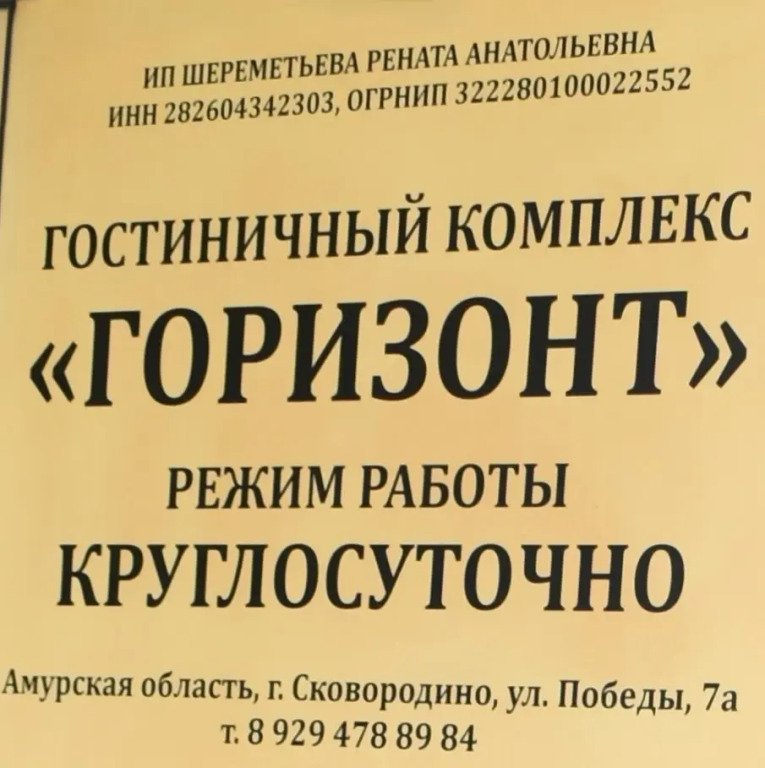 ИП ШЕРЕМЕТЬЕВА РЕНАТА АНАТОЛЬЕВНА
ИНН 282604342303, ОГРНИП 322280100022552
ГОСТИНИЧНЫЙ КОМПЛЕКС
«ГОРИЗОНТ»
РЕЖИМ РАБОТЫ
КРУГЛОСУТОЧНО
Амурская область, г. Сковородино, ул. Победы, 7а
т. 8 929 478 89 84